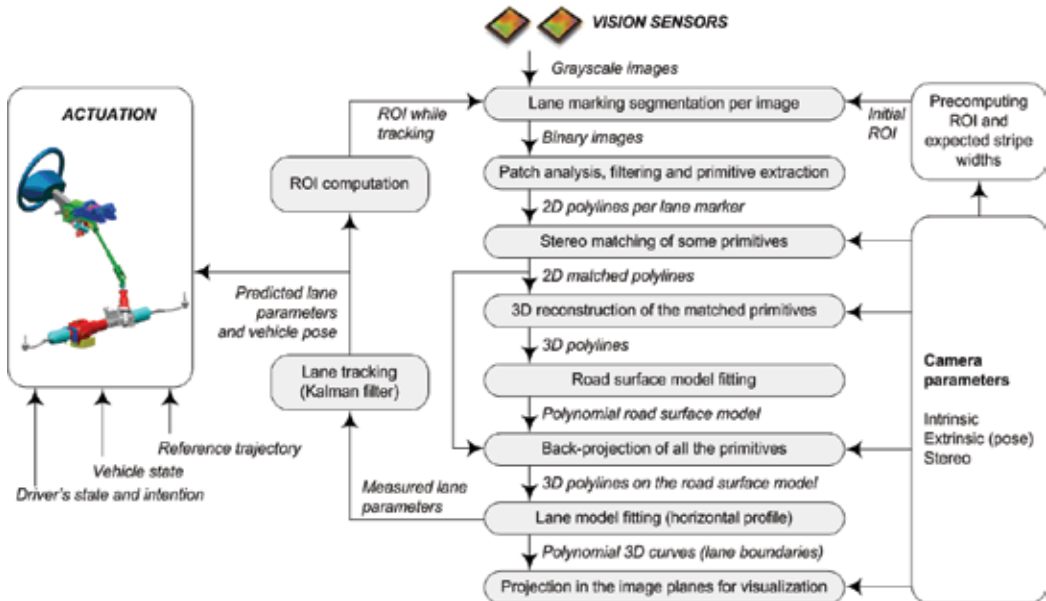 VISION SENSORS
Grayscale images
Lane marking segmentation per image
Binary images
Patch analysis, filtering and primitive extraction
2D polylines per lane marker
Stereo matching of some primitives
2D matched polylines
3D reconstruction of the matched primitives
3D polylines
Road surface model fitting
Polynomial road surface model
Back-projection of all the primitives
3D polylines on the road surface model
Lane model fitting (horizontal profile)
Polynomial 3D curves (lane boundaries)
Projection in the image planes for visualization
ACTUATION
Reference trajectory
Vehicle state
Driver's state and intention
ROI while
tracking
ROI computation
Predicted lane
parameters
and vehicle pose
Lane tracking
(Kalman filter)
Measured lane
parameters
Initial
ROI
Precomputing
ROI and
expected stripe
widths
Camera
parameters
Intrinsic
Extrinsic (pose)
Stereo